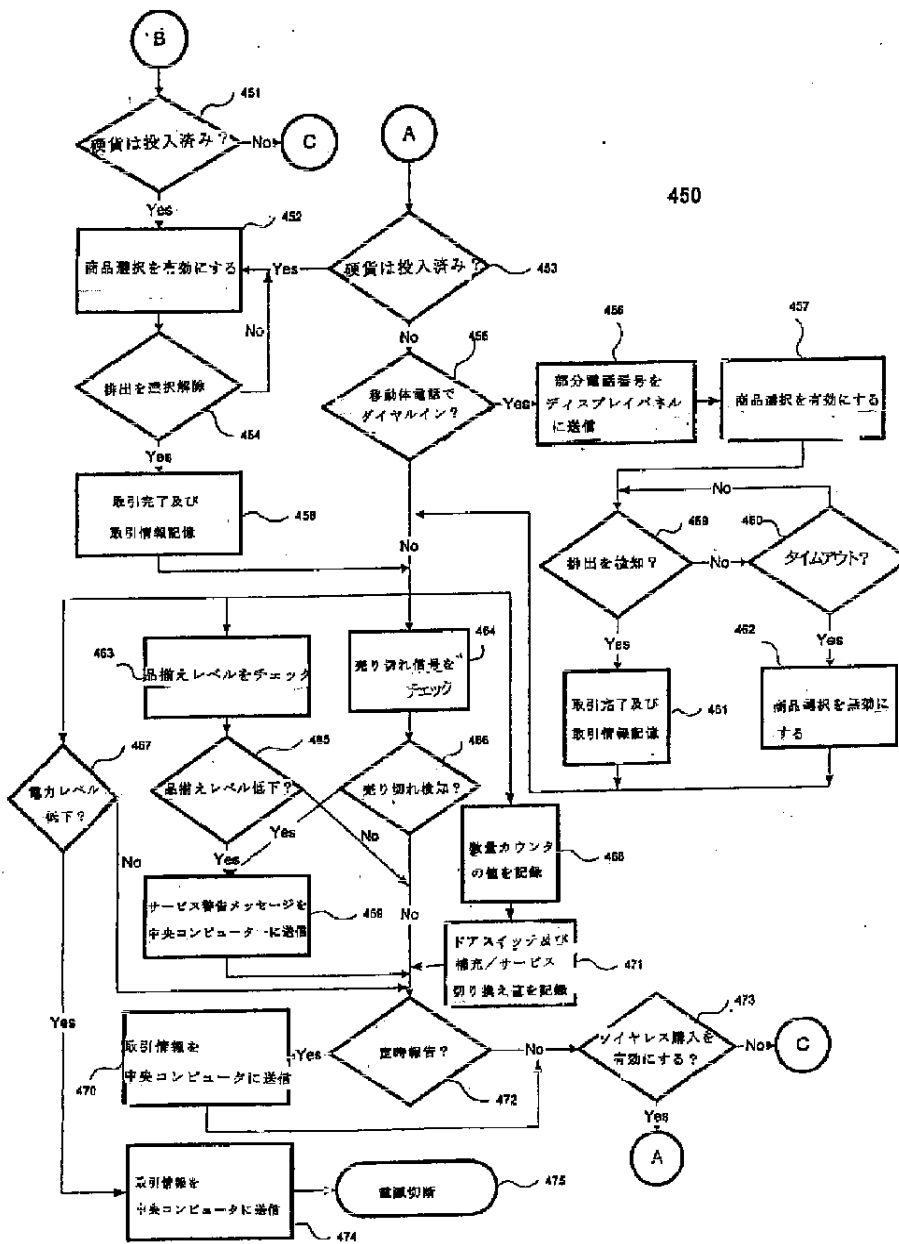 B
451
硬貨は投入済み?
No
C
A
450
Yes
452
商品選択を有効にする
Yes
硬貨は投入済み?
453
No
No
排出を選択解除
454
Yes
455
移動体電話で
ダイヤルイン?
Yes
456
部分電話番号を
ディスプレイパネル
に送信
457
商品選択を有効にする
取引完了及び
取引情報記憶
458
No
No
459
排出を検知?
No
460
タイムアウト?
Yes
Yes
461
取引完了及び
取引情報記憶
462
商品選択を無効に
する
463
品揃えレベルをチェック
464
売り切れ信号を
チェック
467
電力レベル
低下?
465
品揃えレベル低下?
466
売り切れ検知?
No
Yes
Yes
No
No
数量カウンタ
の値を記録
468
サービス警告メッセージを
中央コンピューターに送信
469
ドアスイッチ及び
補充/サービス
切り換え値を記録
471
Yes
取引情報を
中央コンピュータに送信
470
Yes
定時報告?
472
No
473
ワイヤレス購入を
有効にする?
No
C
Yes
A
取引情報を
中央コンピュータに送信
474
電源切断
475